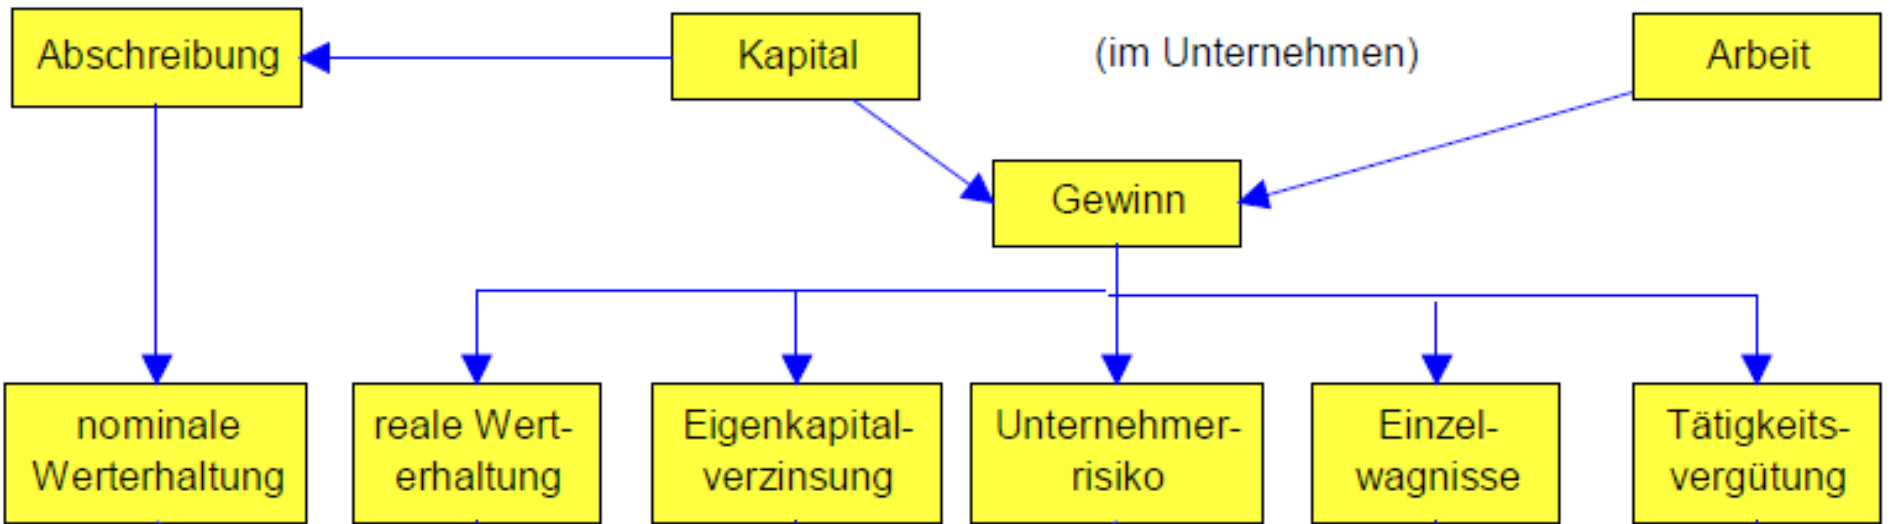 Abschreibung
Kapital
(im Unternehmen)
Arbeit
Gewinn
nominale
Werterhaltung
reale Wert-
erhaltung
Eigenkapital-
verzinsung
Unternehmer-
risiko
Einzel-
wagnisse
Tätigkeits-
vergütung